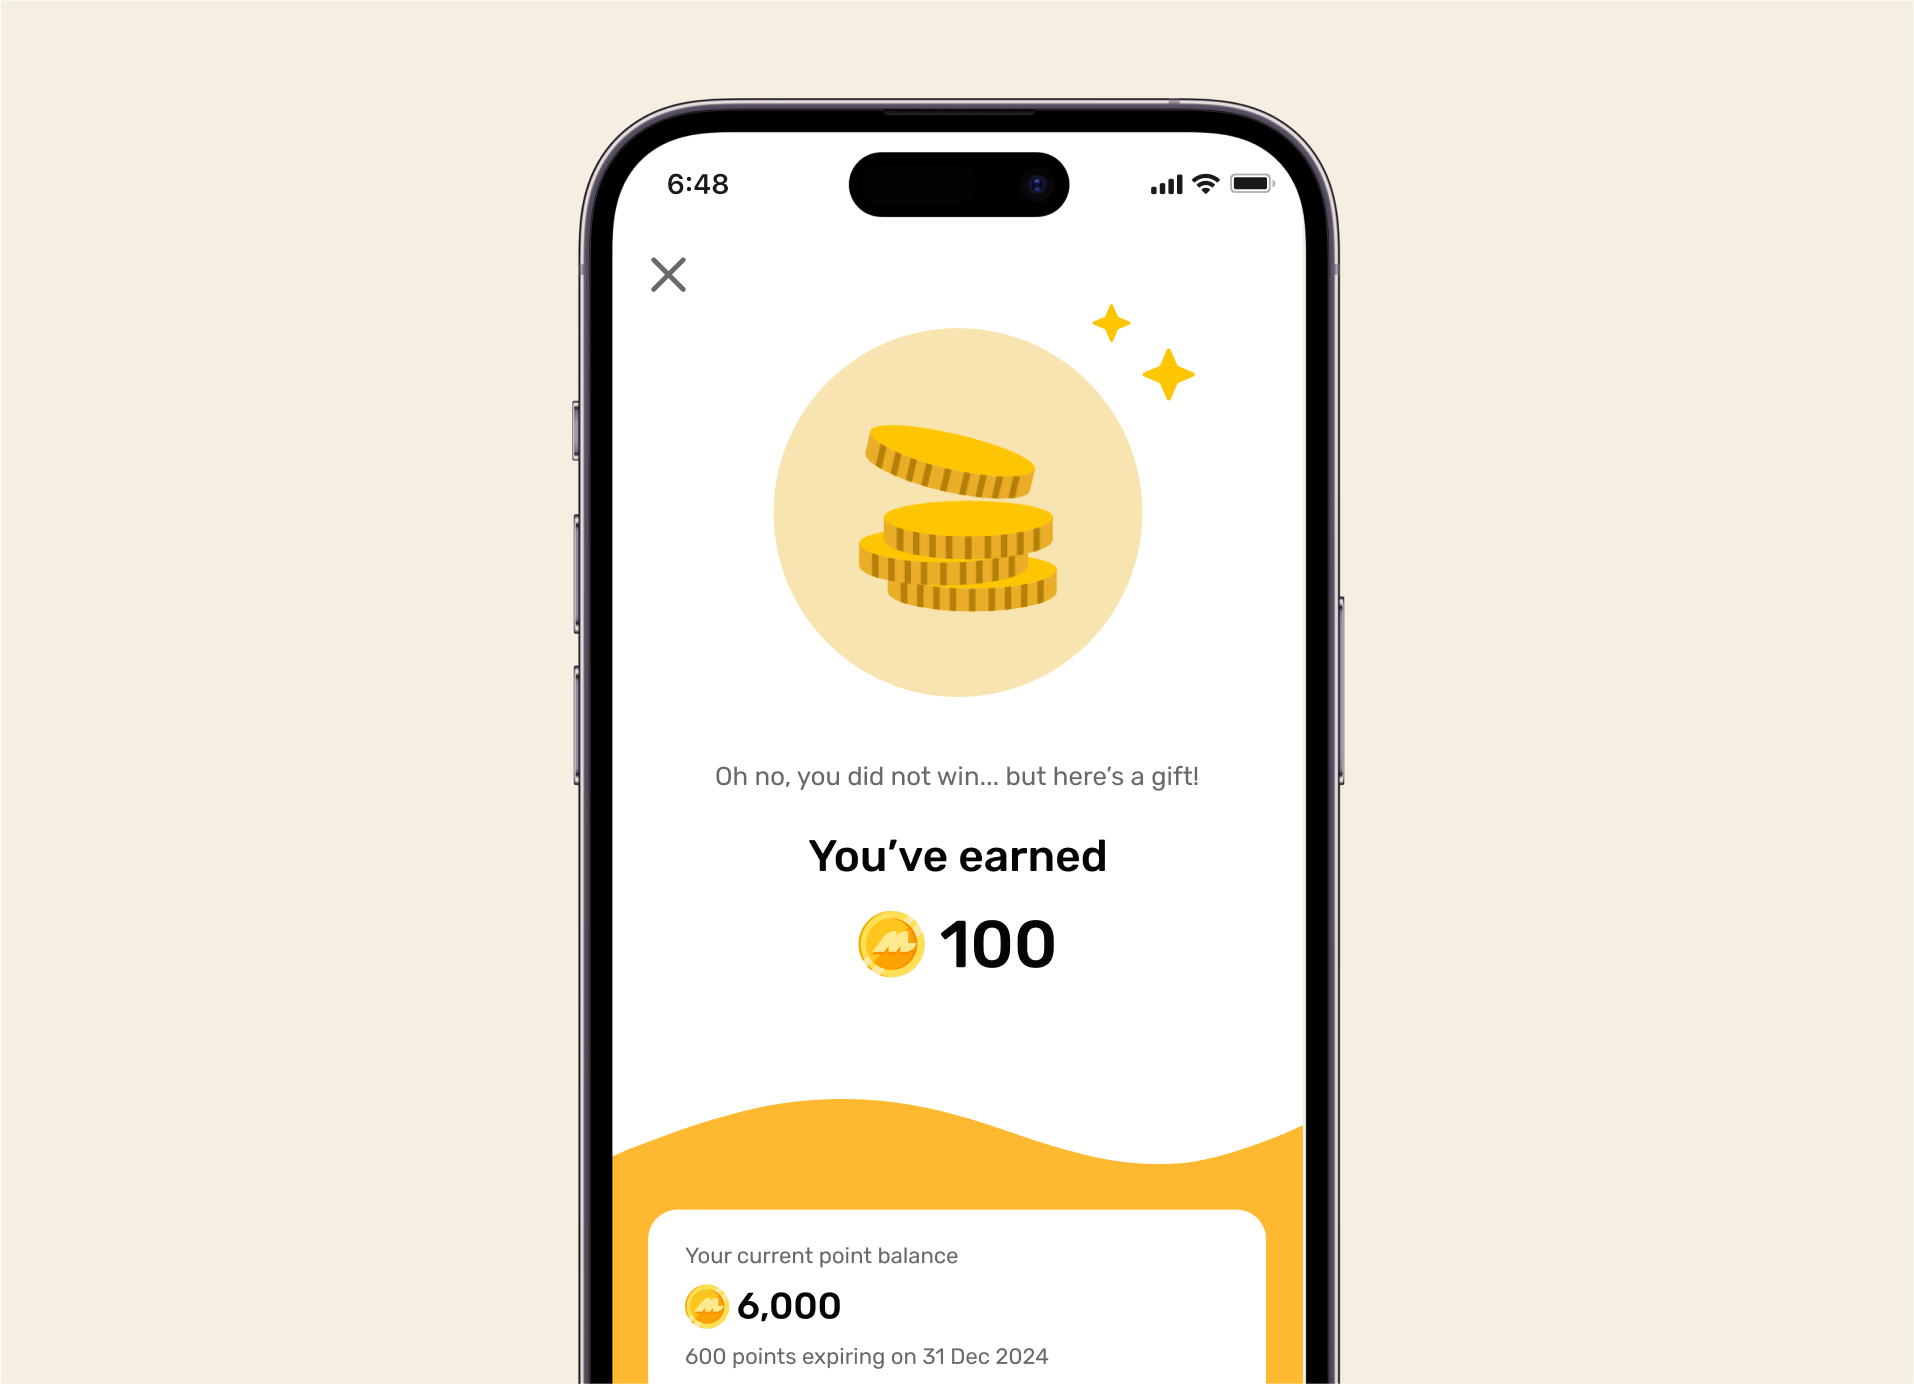 6:48
Oh no, you did not win... but here's a gift!
You've earned
100
Your current point balance
6,000
600 points expiring on 31 Dec 2024